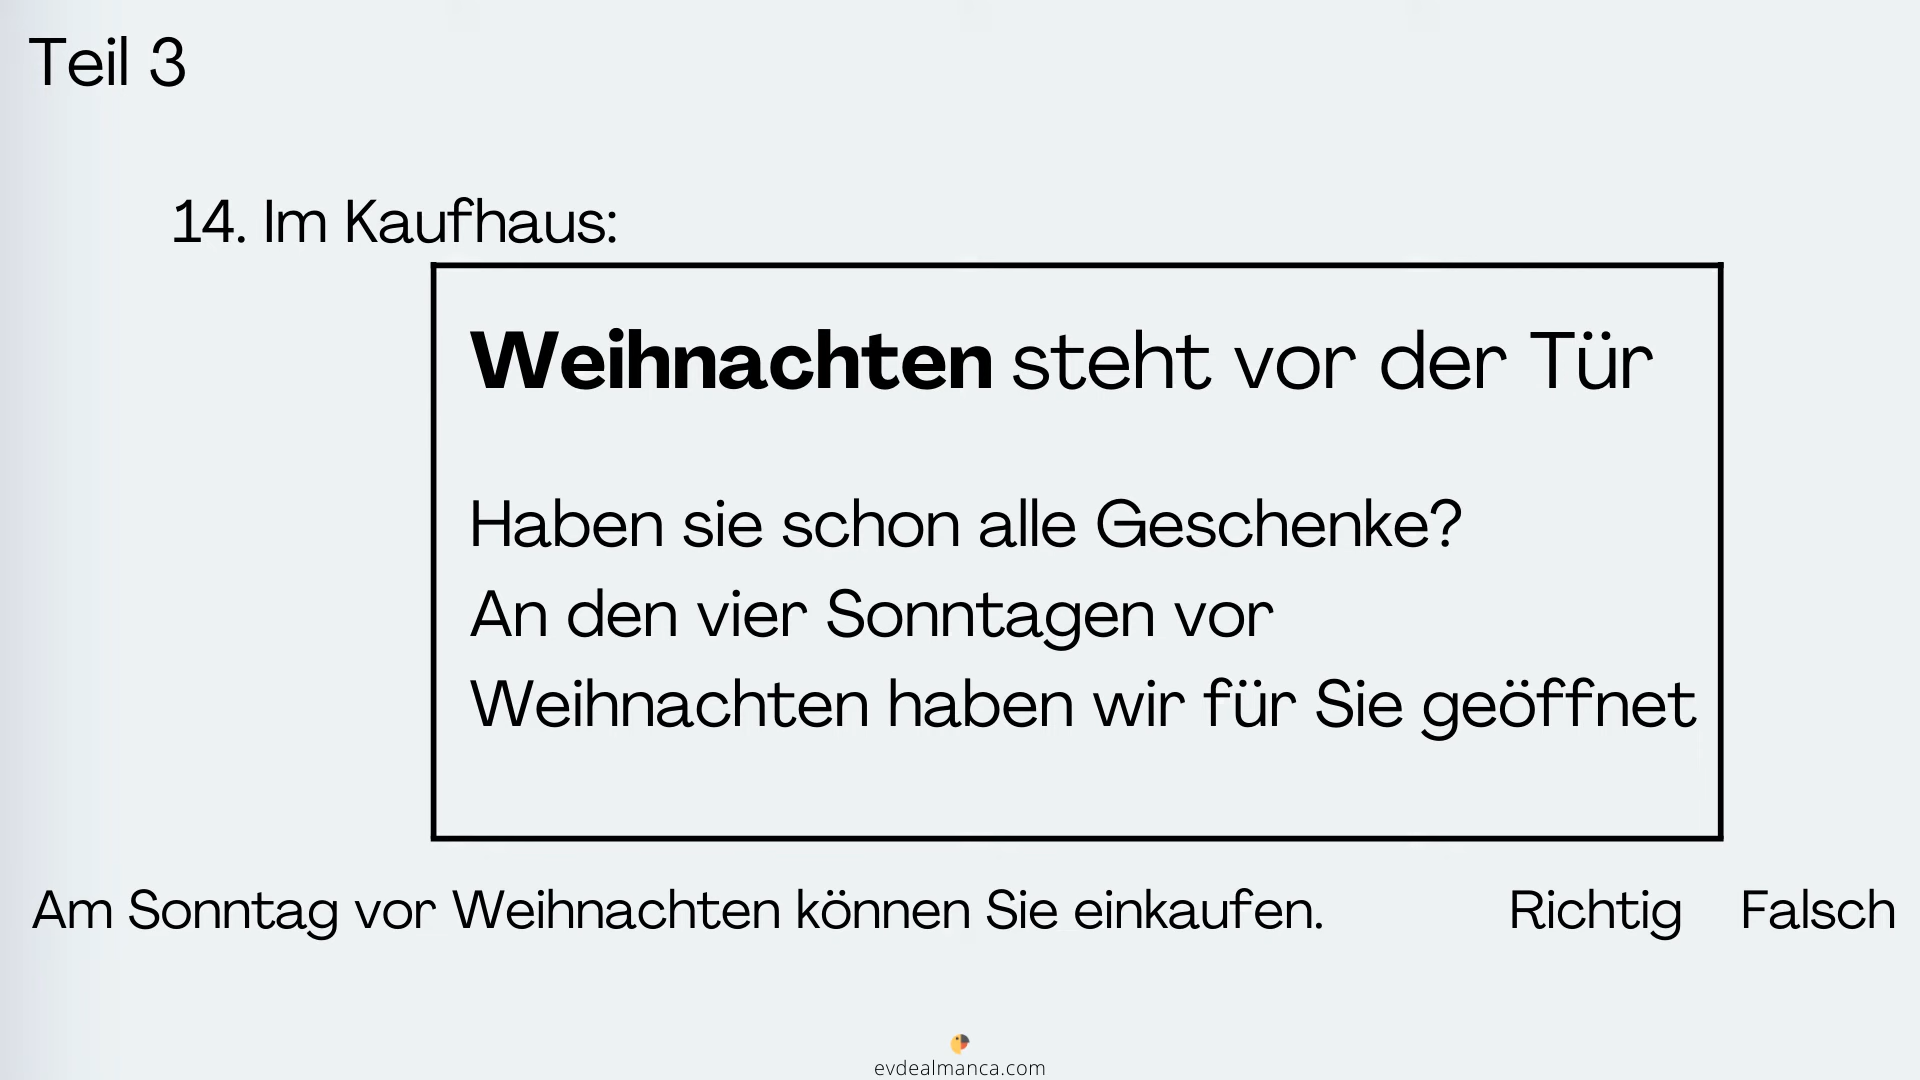 Teil 3
14. Im Kaufhaus:
Weihnachten steht vor der Tür
Haben sie schon alle Geschenke?
An den vier Sonntagen vor
Weihnachten haben wir für Sie geöffnet
Am Sonntag vor Weihnachten können Sie einkaufen. Richtig Falsch
evdealmanca.com